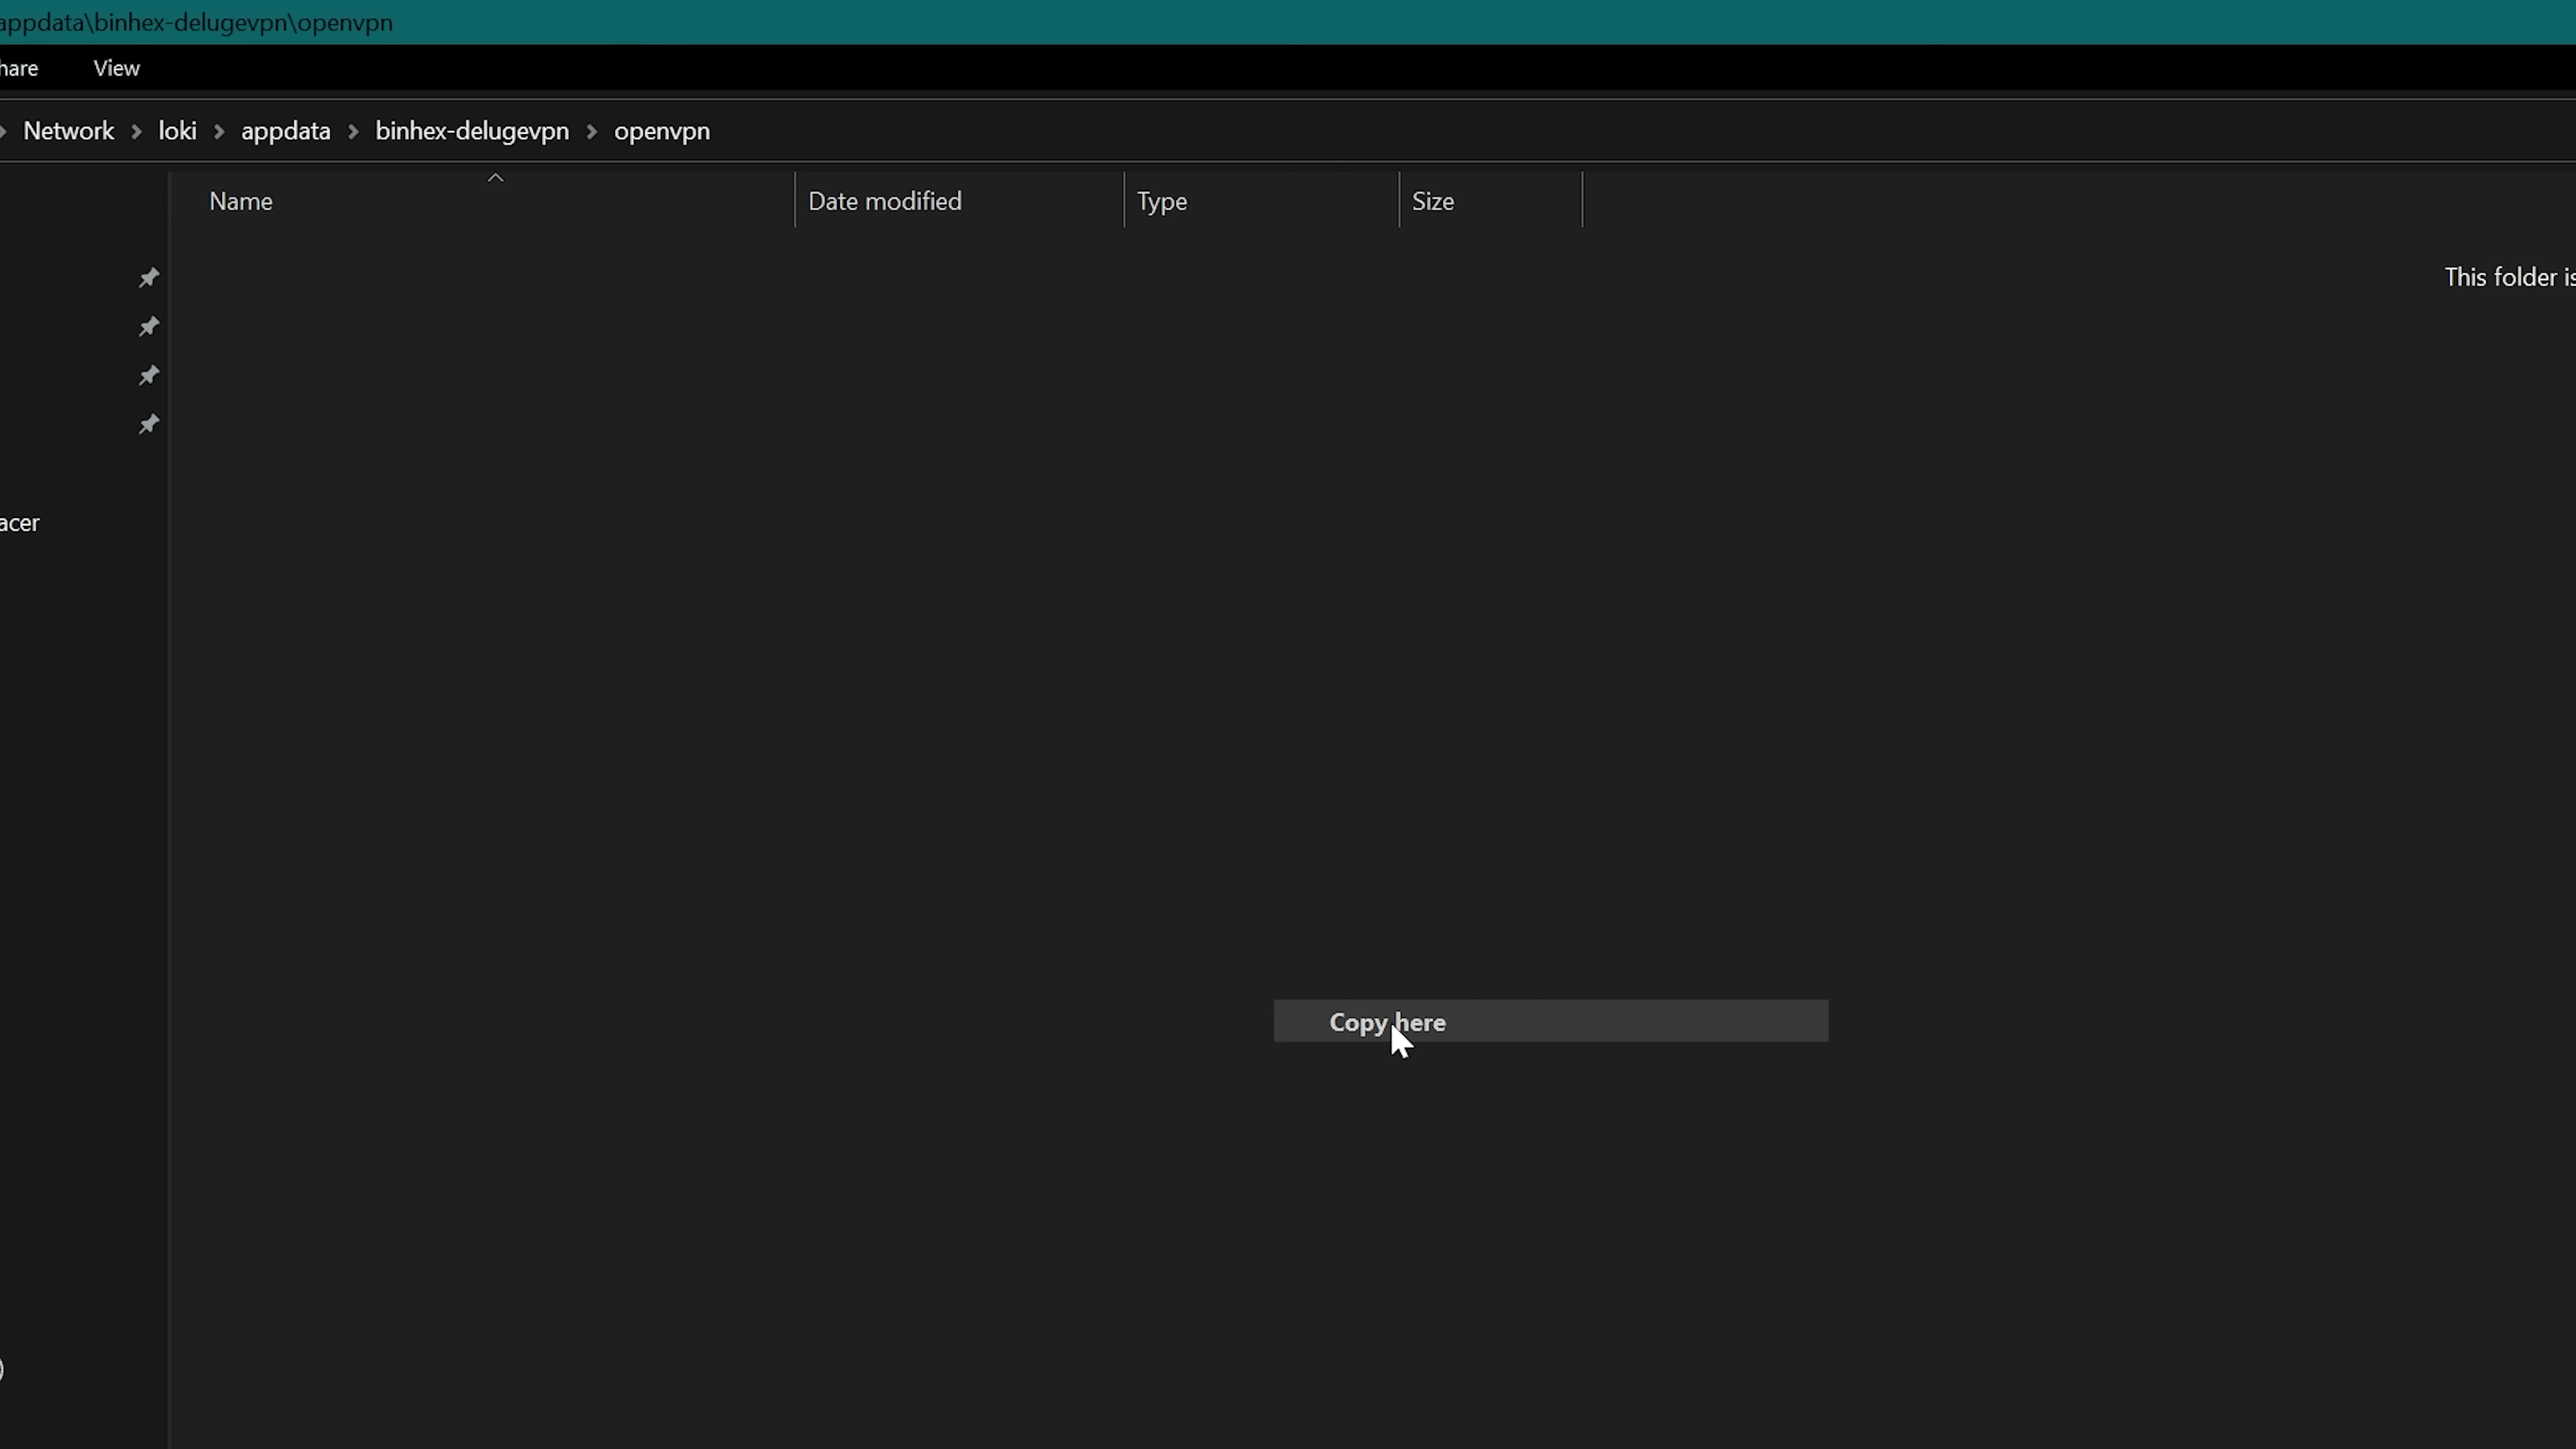 appdata\binhex-delugevpn\openvpn
hare View
Network loki appdata binhex-delugevpn openvpn
Name Date modified Type Size
This folder is
acer
Copy here